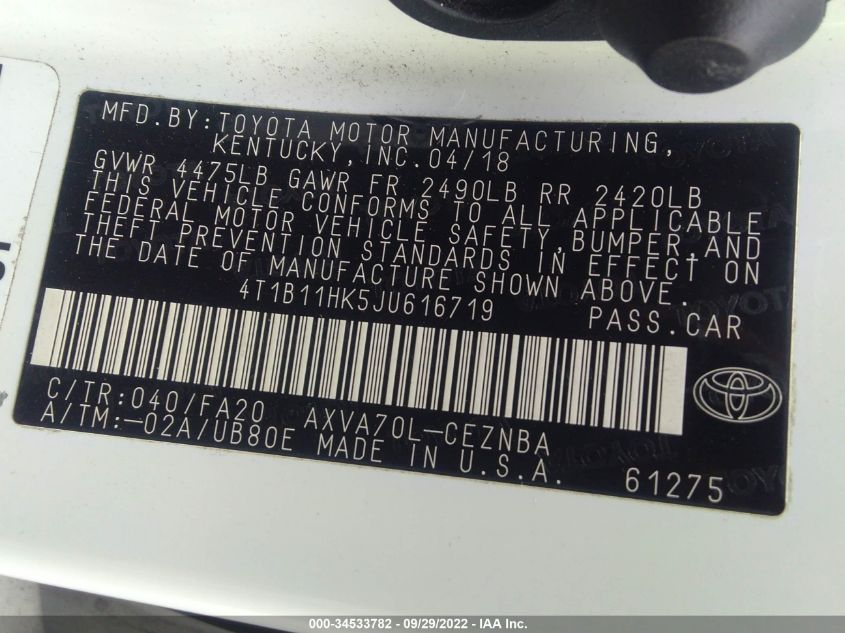 MFD.BY:TOYOTA MOTOR MANUFACTURING,
KENTUCKY,INC.04/18
GVWR 4475LB GAWR FR 2490LB RR 2420LB
THIS VEHICLE CONFORMS TO ALL APPLICABLE
FEDERAL MOTOR VEHICLE SAFETY,BUMPER,AND
THEFT PREVENTION STANDARDS IN EFFECT ON
THE DATE OF MANUFACTURE SHOWN ABOVE.
4T1B11HK5JU616719 PASS.CAR
C/TR:040/FA20 AXVA70L-CEZNBA
A/TM:-02A/UB80E MADE IN U.S.A. 61275
000-34533782 - 09/29/2022 - IAA Inc.